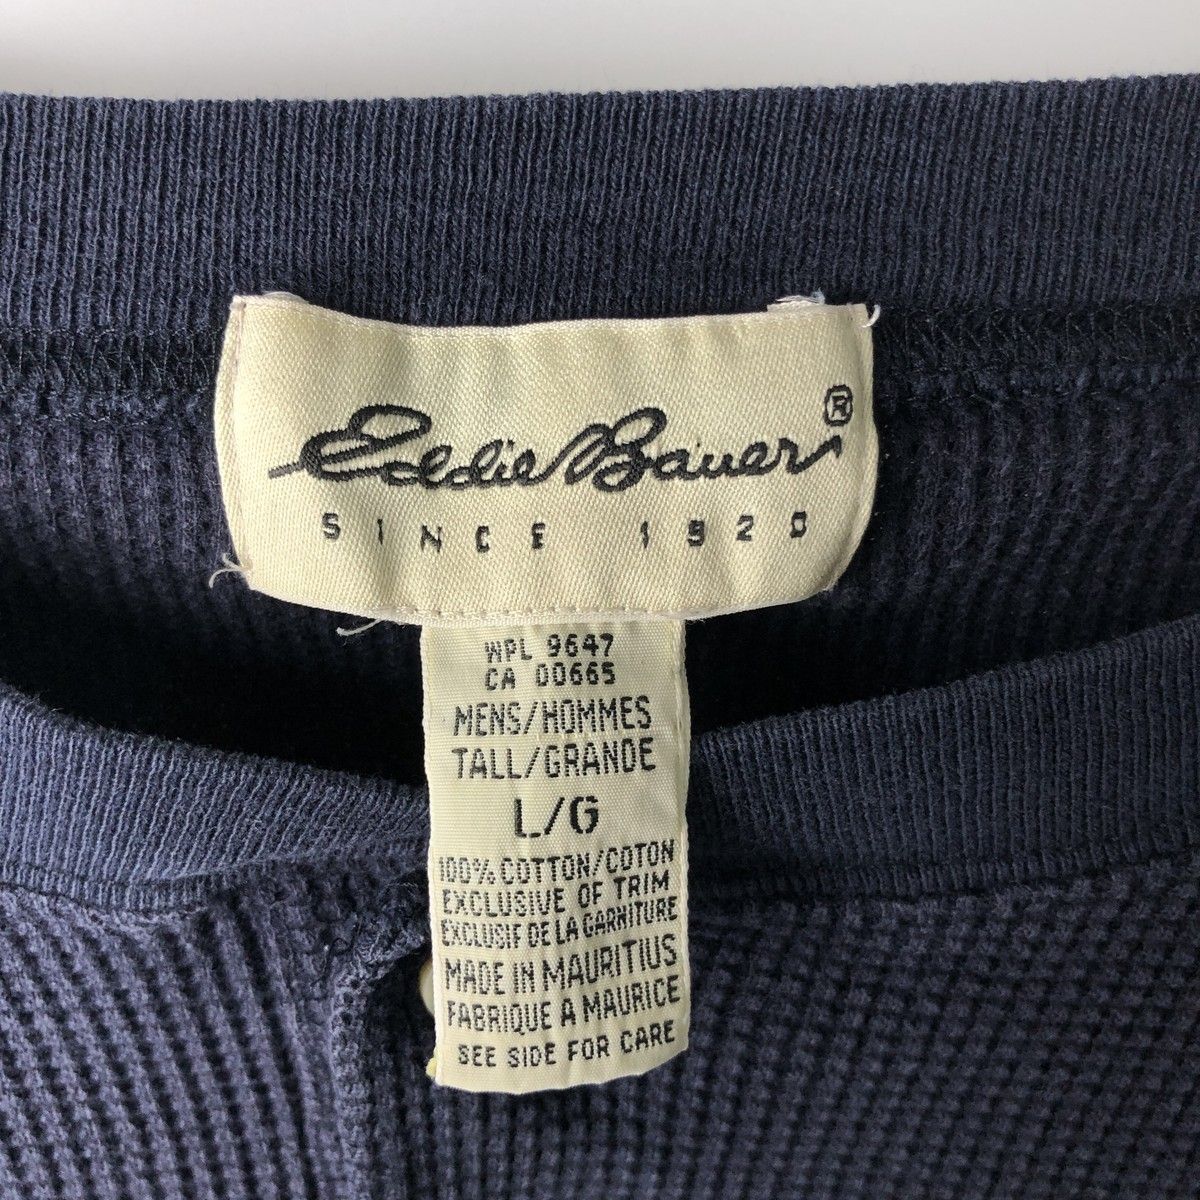 Eddie Bauer ®
SINCE 1920
WPL 9647
CA 00665
MENS/HOMMES
TALL/GRANDE
L/G
100% COTTON/COTON
EXCLUSIVE OF TRIM
EXCLUSIF DE LA GARNITURE
MADE IN MAURITIUS
FABRIQUE A MAURICE
SEE SIDE FOR CARE